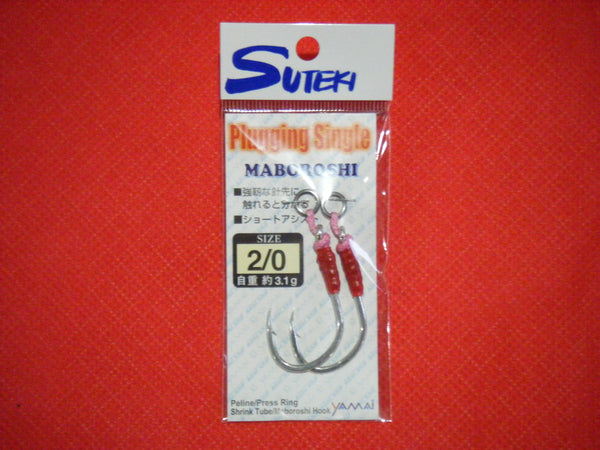 SUTEKI
Plugging Single
MABOROSHI
■強靭な針先に
触れると分かる
■ショートアシスト
SIZE
2/0
自重 約3.1g
Peline/Press Ring
Shrink Tube/Maboroshi Hook
YAMAI